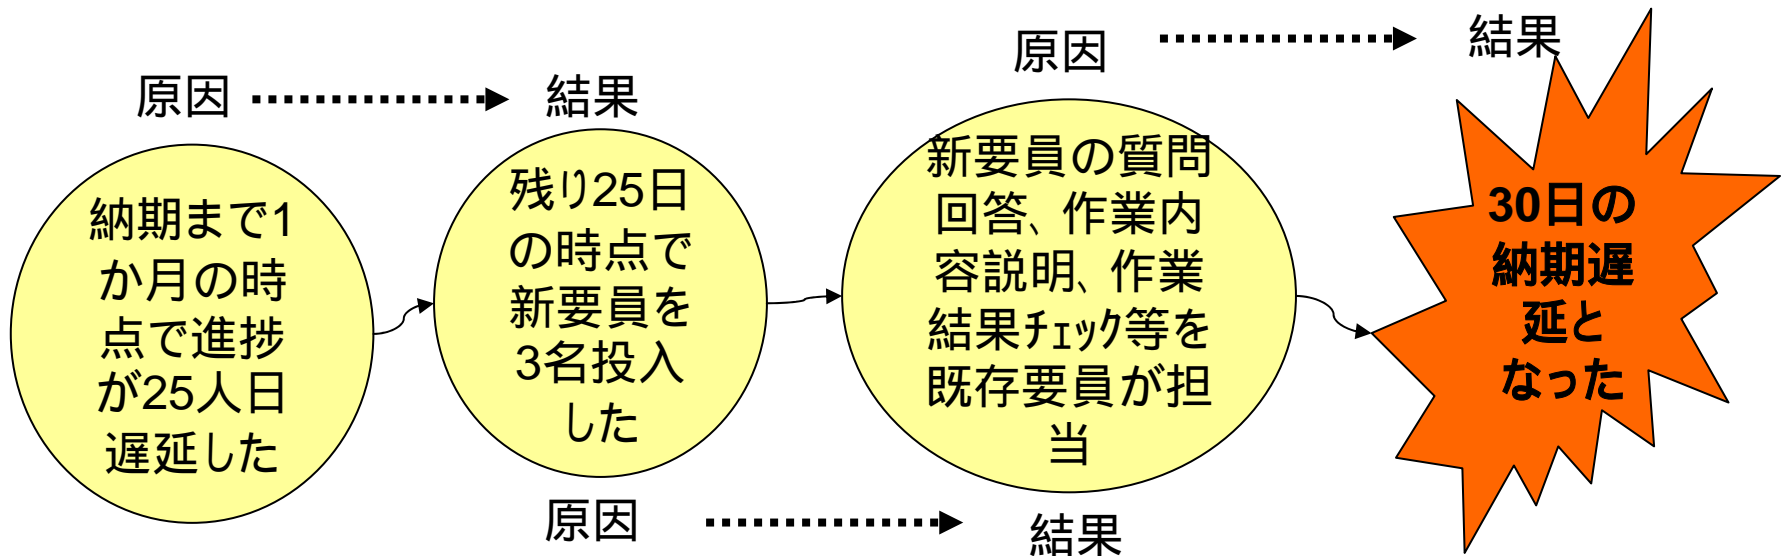 原因
結果
原因
結果
納期まで1
か月の時
点で進捗
が25人日
遅延した
残り25日
の時点で
新要員を
3名投入
した
新要員の質問
回答、作業内
容説明、作業
結果ﾁｪｯｸ等を
既存要員が担
当
30日の
納期遅
延と
なった
原因
結果